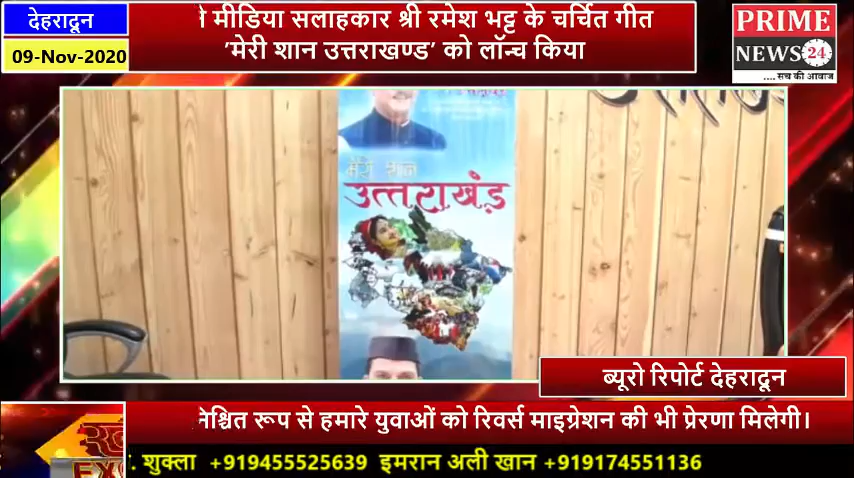 देहरादून
09-Nov-2020
मीडिया सलाहकार श्री रमेश भट्ट के चर्चित गीत
'मेरी शान उत्तराखण्ड' को लॉन्च किया
PRIME
NEWS 24
....सच की आवाज
मेरी शान
उत्तराखंड
ब्यूरो रिपोर्ट देहरादून
निश्चित रूप से हमारे युवाओं को रिवर्स माइग्रेशन की भी प्रेरणा मिलेगी।
शुक्ला +919455525639 इमरान अली खान +919174551136